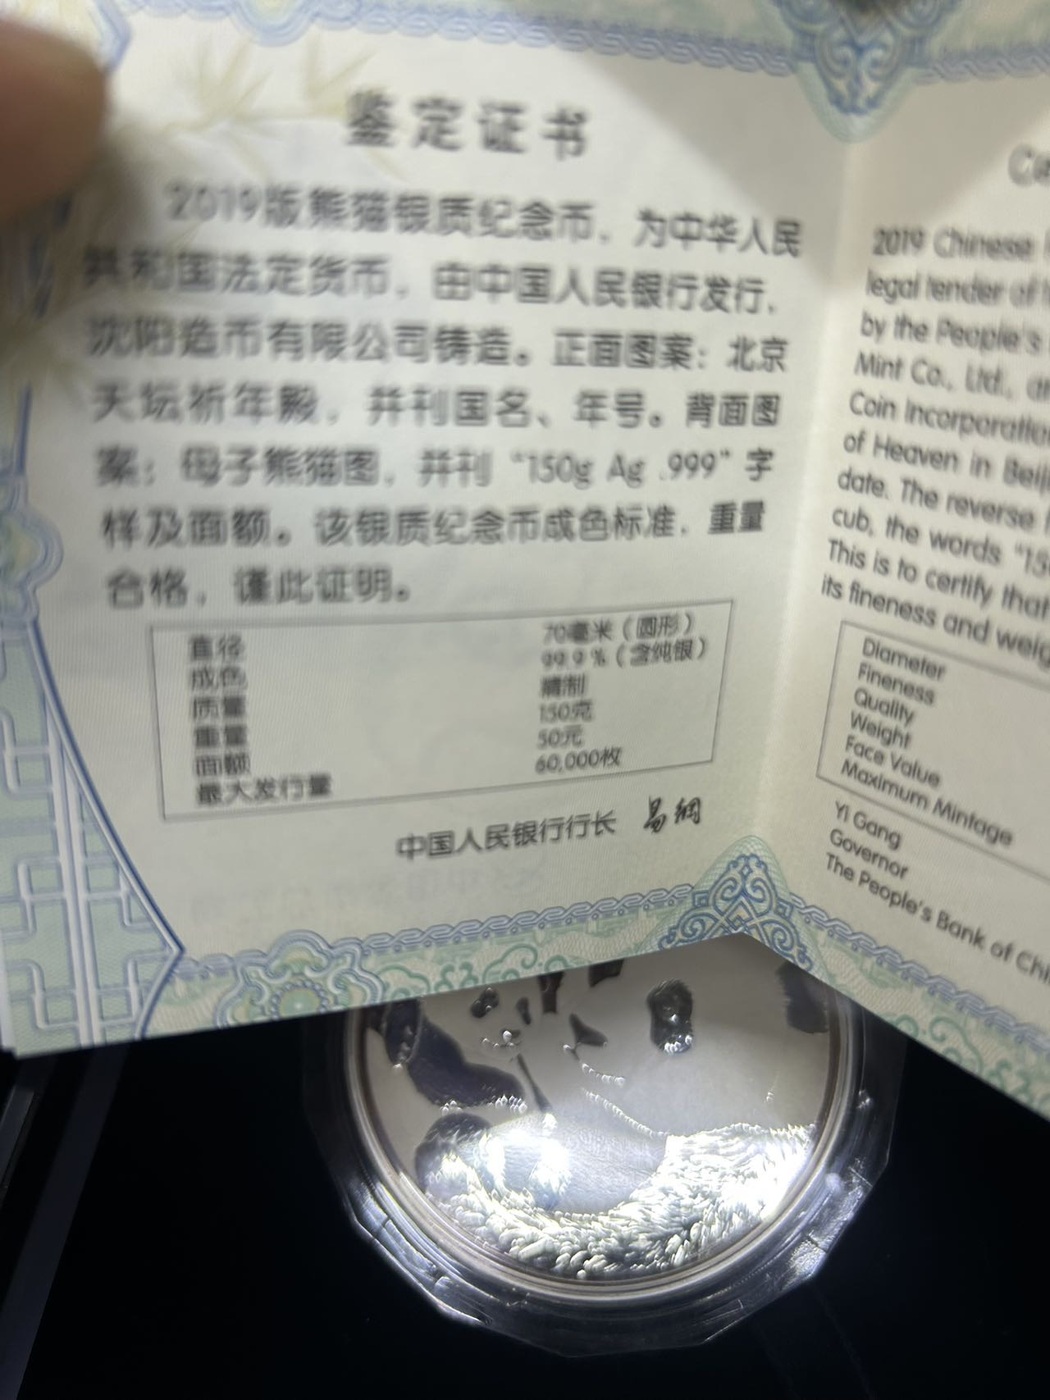 鉴定证书
2019版熊猫银质纪念币，为中华人民
共和国法定货币，由中国人民银行发行，
沈阳造币有限公司铸造。正面图案：北京
天坛祈年殿，并刊国名、年号。背面图
案：母子熊猫图，并刊“150g Ag .999”字
样及面额。该银质纪念币成色标准，重量
合格，谨此证明。
直径 70毫米（圆形）
成色 99.9％（含纯银）
质量 精制
重量 150克
面额 50元
最大发行量 60,000枚
中国人民银行行长 易纲
2019 Chinese
legal tender of
by the People's
Mint Co., Ltd.,
Coin Incorporation
of Heaven in
date. The reverse
cub, the words
This is to certify that
its fineness and
Diameter
Fineness
Quality
Weight
Face Value
Maximum Mintage
Yi Gang
Governor
The People's Bank of